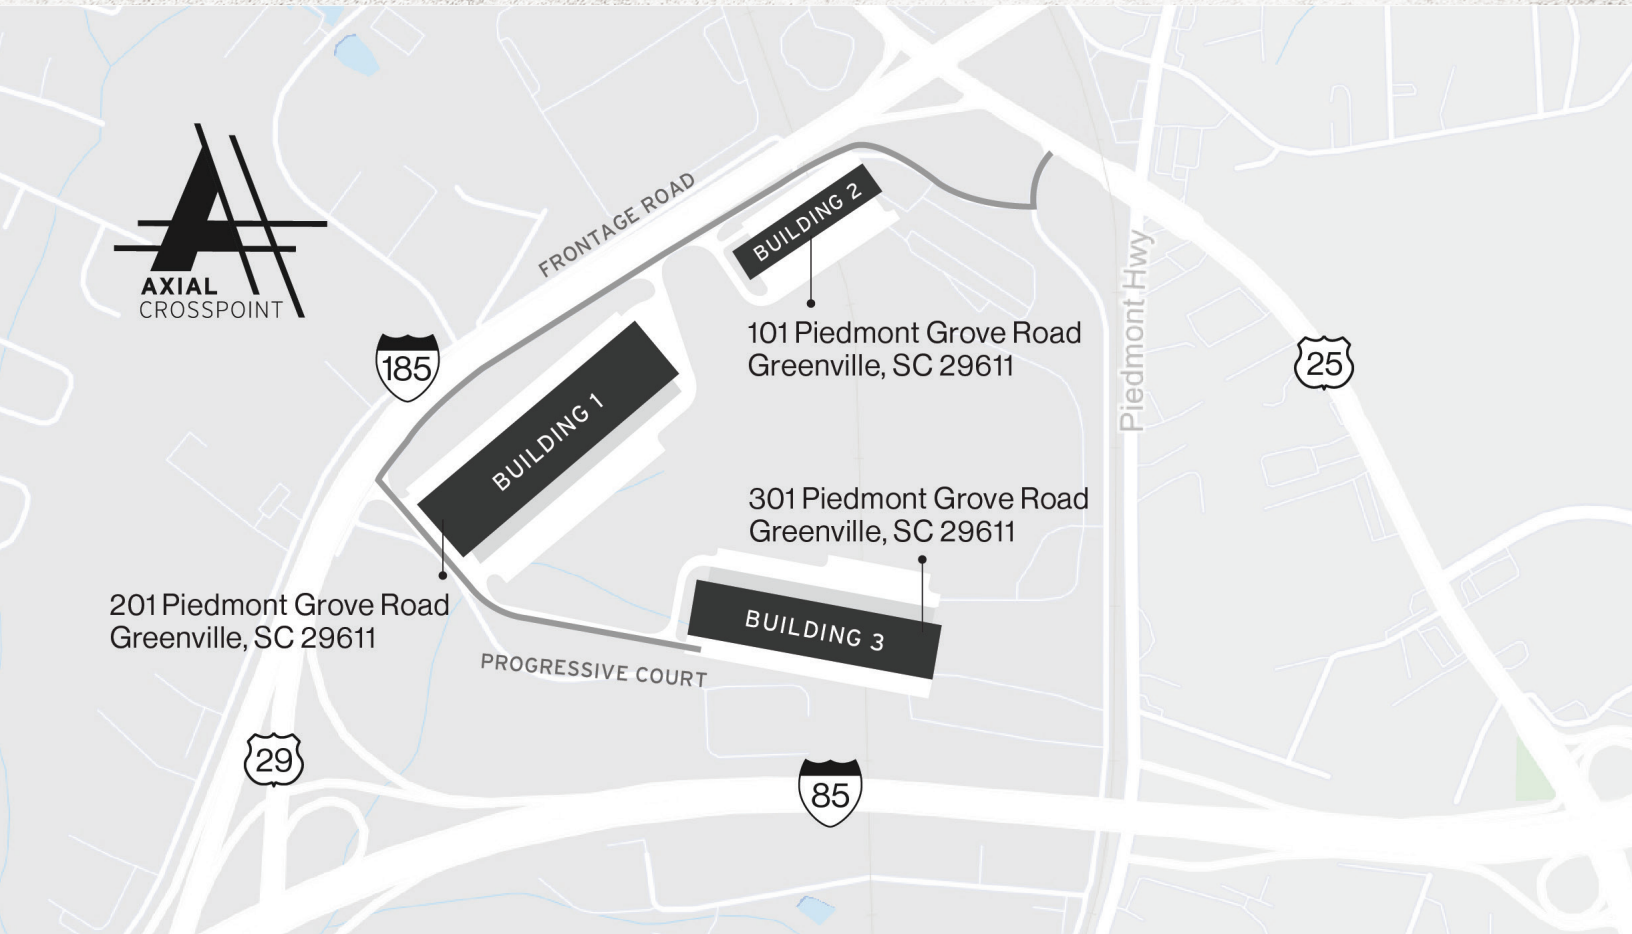 AXIAL
CROSSPOINT
FRONTAGE ROAD
BUILDING 2
101 Piedmont Grove Road
Greenville, SC 29611
Piedmont Hwy
185
25
BUILDING 1
301 Piedmont Grove Road
Greenville, SC 29611
201 Piedmont Grove Road
Greenville, SC 29611
BUILDING 3
PROGRESSIVE COURT
29
85